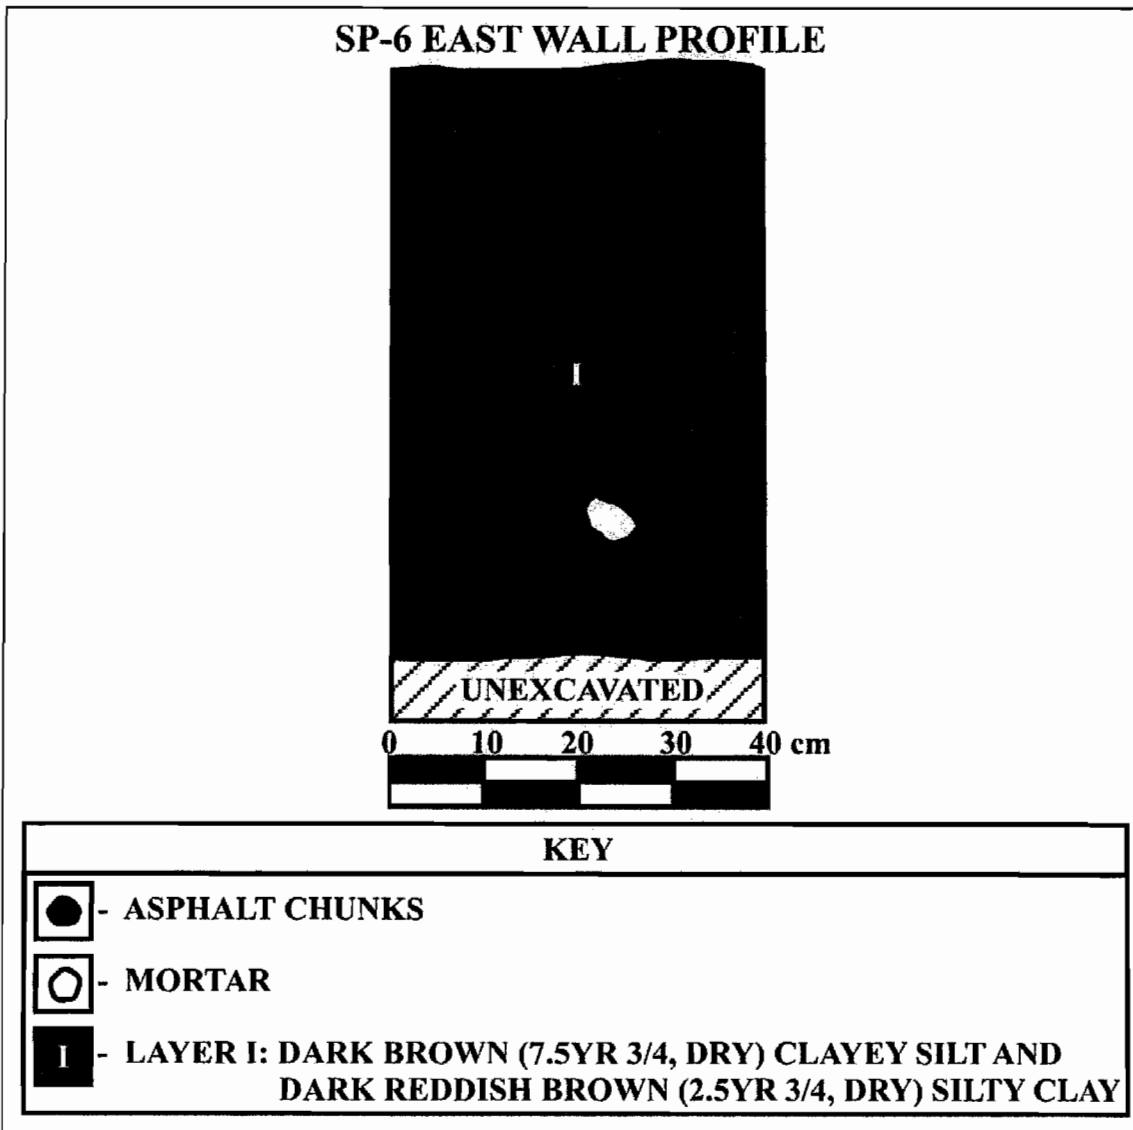 SP-6 EAST WALL PROFILE
I
UNEXCAVATED
0 10 20 30 40 cm
KEY
- ASPHALT CHUNKS
- MORTAR
I - LAYER I: DARK BROWN (7.5YR 3/4, DRY) CLAYEY SILT AND
DARK REDDISH BROWN (2.5YR 3/4, DRY) SILTY CLAY